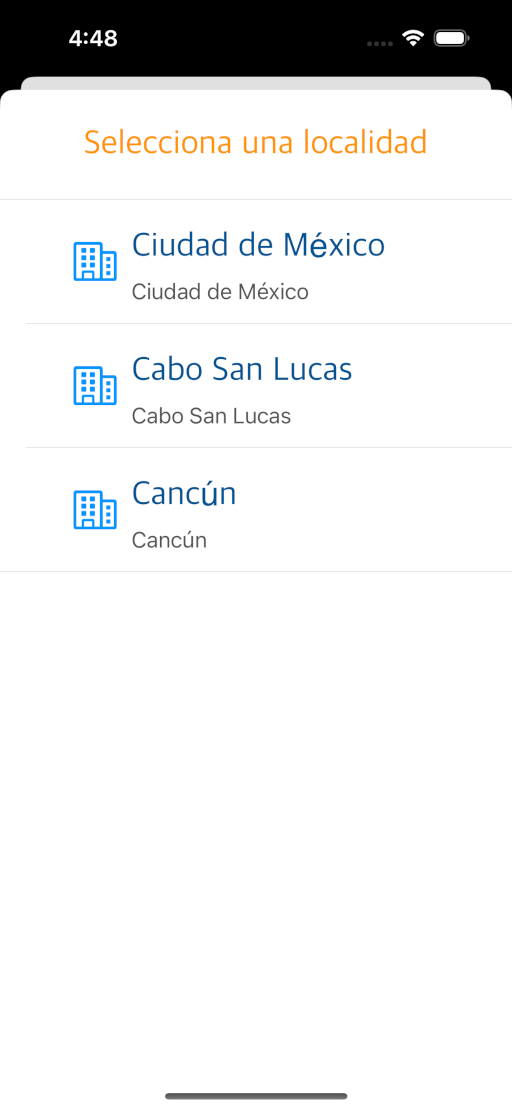 4:48
Selecciona una localidad
Ciudad de México
Ciudad de México
Cabo San Lucas
Cabo San Lucas
Cancún
Cancún